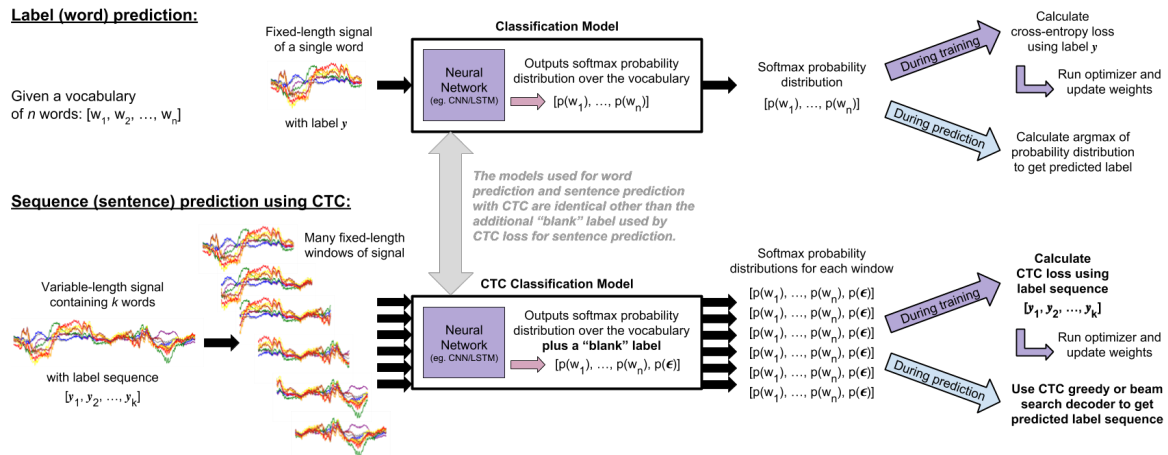 Label (word) prediction:
Given a vocabulary
of n words: [w₁, w₂, …, wₙ]
Fixed-length signal
of a single word
with label y
Classification Model
Neural
Network
(eg. CNN/LSTM)
Outputs softmax probability
distribution over the vocabulary
[p(w₁), …, p(wₙ)]
Softmax probability
distribution
[p(w₁), …, p(wₙ)]
During training
Calculate
cross-entropy loss
using label y
Run optimizer and
update weights
During prediction
Calculate argmax of
probability distribution
to get predicted label
The models used for word
prediction and sentence prediction
with CTC are identical other than the
additional “blank” label used by
CTC loss for sentence prediction.
Sequence (sentence) prediction using CTC:
Variable-length signal
containing k words
with label sequence
[y₁, y₂, …, yₖ]
Many fixed-length
windows of signal
CTC Classification Model
Neural
Network
(eg. CNN/LSTM)
Outputs softmax probability
distribution over the vocabulary
plus a “blank” label
[p(w₁), …, p(wₙ), p(ϵ)]
Softmax probability
distributions for each window
[p(w₁), …, p(wₙ), p(ϵ)]
[p(w₁), …, p(wₙ), p(ϵ)]
[p(w₁), …, p(wₙ), p(ϵ)]
[p(w₁), …, p(wₙ), p(ϵ)]
[p(w₁), …, p(wₙ), p(ϵ)]
[p(w₁), …, p(wₙ), p(ϵ)]
During training
Calculate
CTC loss using
label sequence
[y₁, y₂, …, yₖ]
Run optimizer and
update weights
During prediction
Use CTC greedy or beam
search decoder to get
predicted label sequence